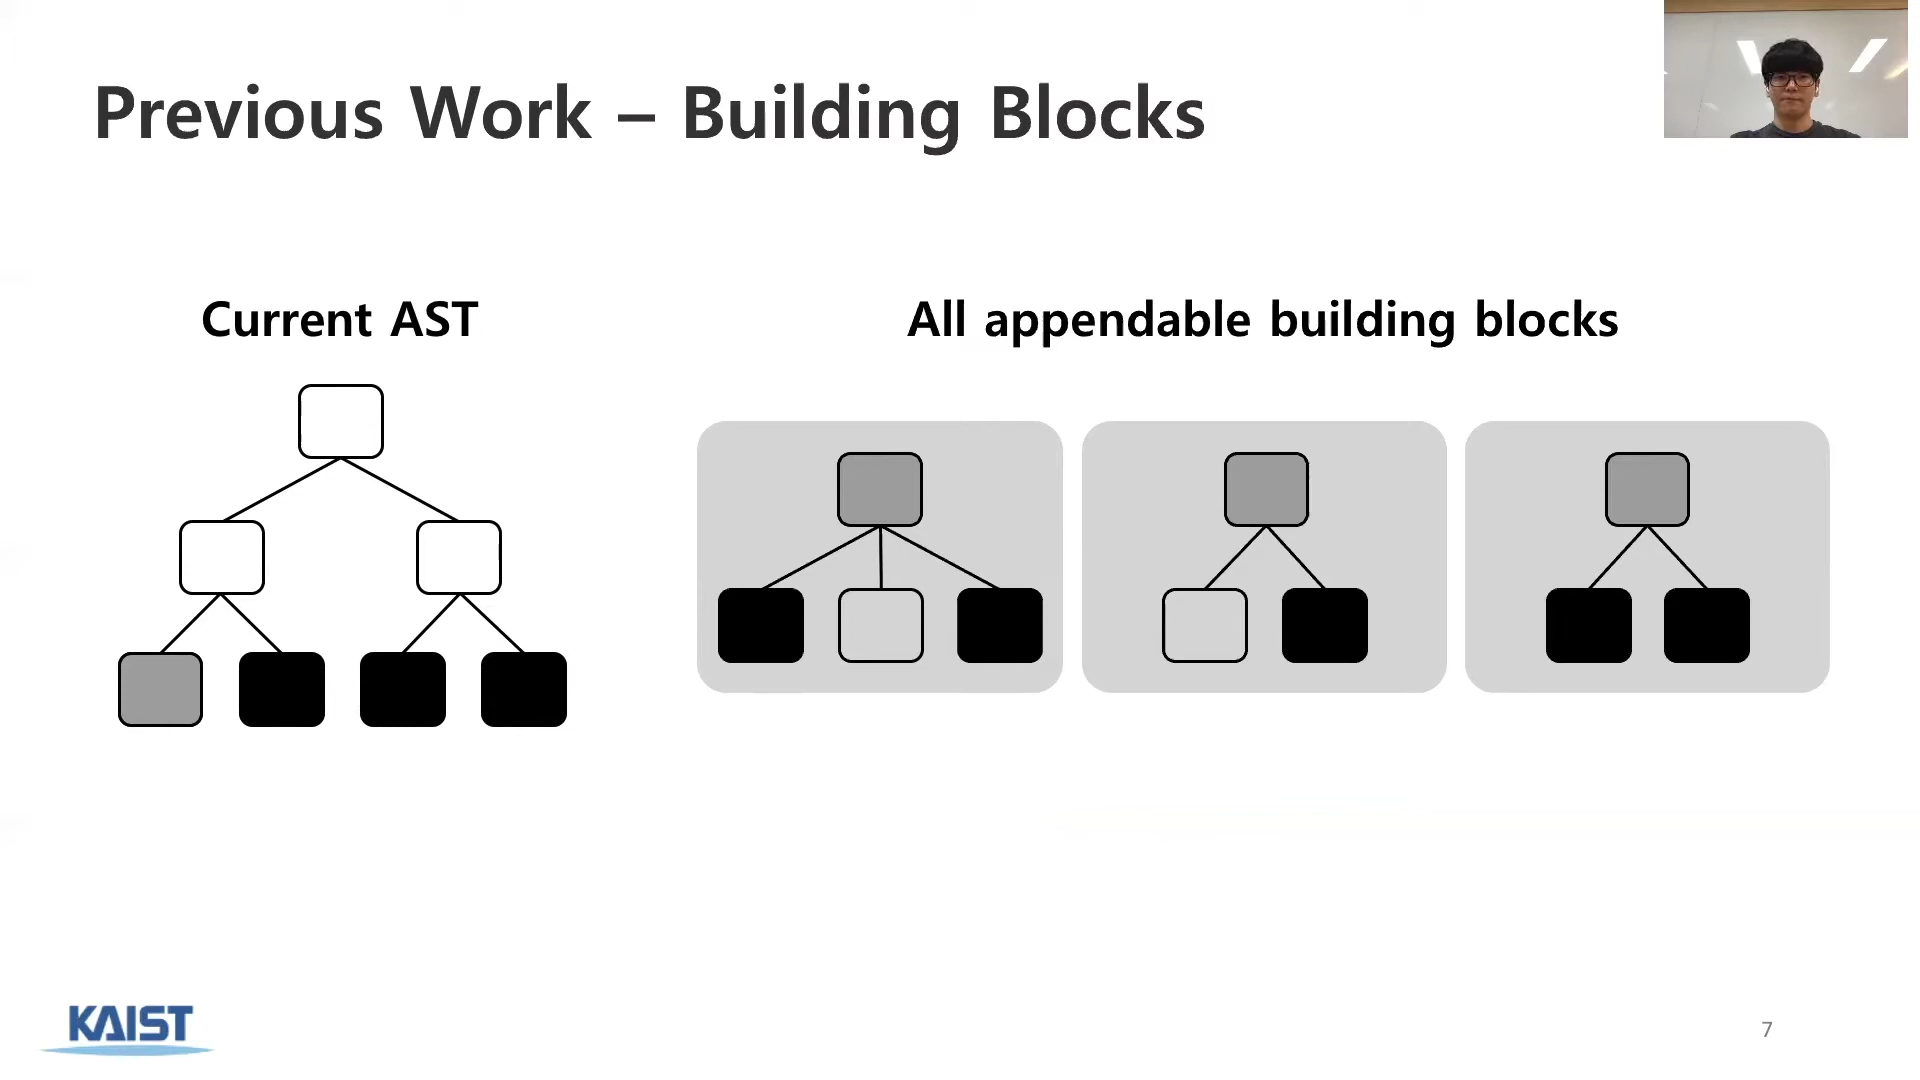 Previous Work – Building Blocks
Current AST
All appendable building blocks
KAIST
7